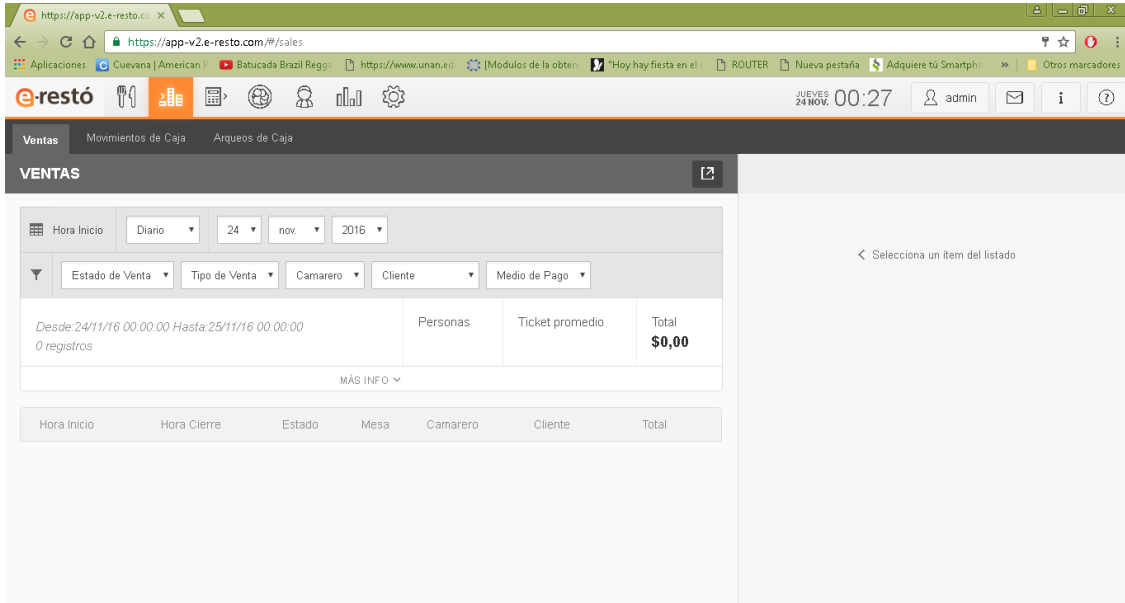 https://app-v2.e-resto.cc
https://app-v2.e-resto.com/#/sales
Aplicaciones Cuevana | American P Batucada Brazil Regga https://www.unan.ed [Modulos de la obten "Hoy hay fiesta en el c ROUTER Nueva pestaña Adquiere tú Smartpho » Otros marcadores
e·restó JUEVES 24 NOV. 00:27 admin i ?
Ventas Movimientos de Caja Arqueos de Caja
VENTAS
Hora Inicio Diario 24 nov. 2016
Selecciona un ítem del listado
Estado de Venta Tipo de Venta Camarero Cliente Medio de Pago
Desde:24/11/16 00:00:00 Hasta:25/11/16 00:00:00
0 registros
Personas Ticket promedio Total
$0,00
MÁS INFO
Hora Inicio Hora Cierre Estado Mesa Camarero Cliente Total